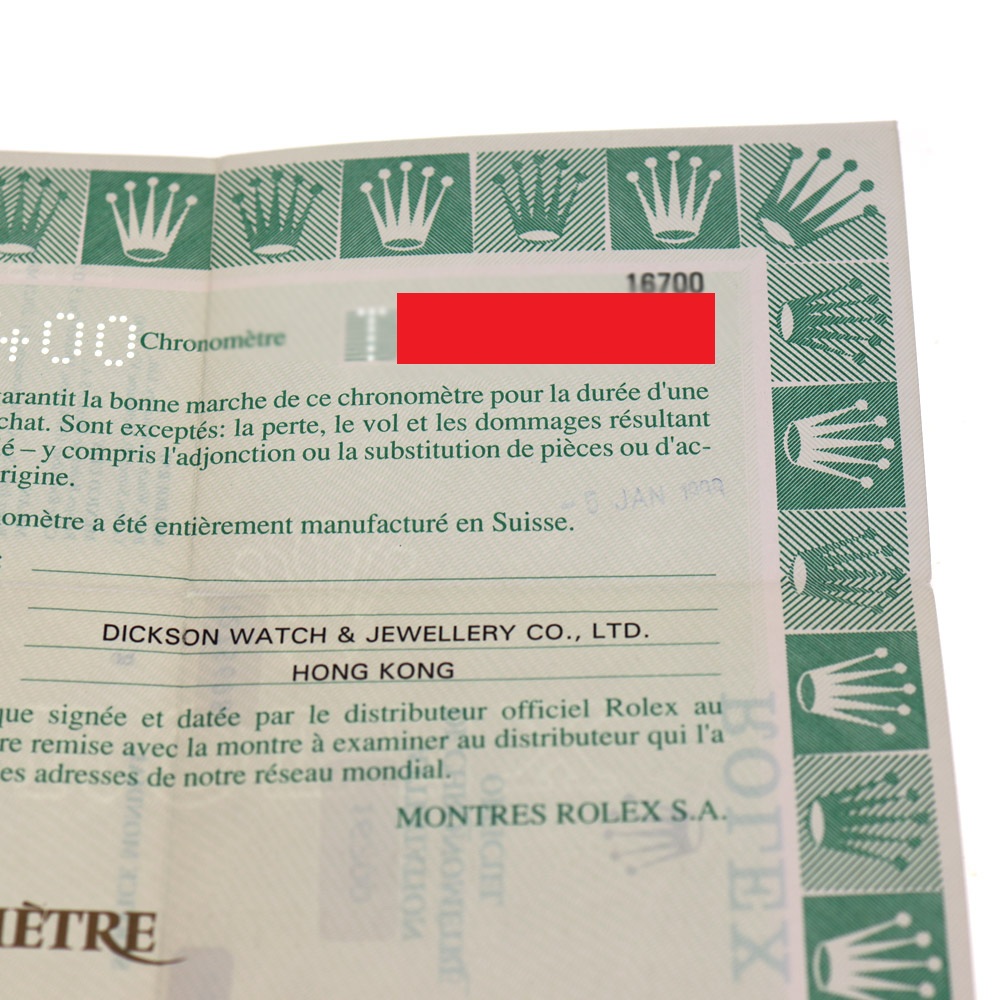 16700
400 Chronomètre T
arantit la bonne marche de ce chronomètre pour la durée d'une
chat. Sont exceptés: la perte, le vol et les dommages résultant
é – y compris l'adjonction ou la substitution de pièces ou d'ac-
rigine.
- 6 JAN
omètre a été entièrement manufacturé en Suisse.
DICKSON WATCH & JEWELLERY CO., LTD.
HONG KONG
que signée et datée par le distributeur officiel Rolex au
re remise avec la montre à examiner au distributeur qui l'a
es adresses de notre réseau mondial.
MONTRES ROLEX S.A.
ROLEX
MÈTRE